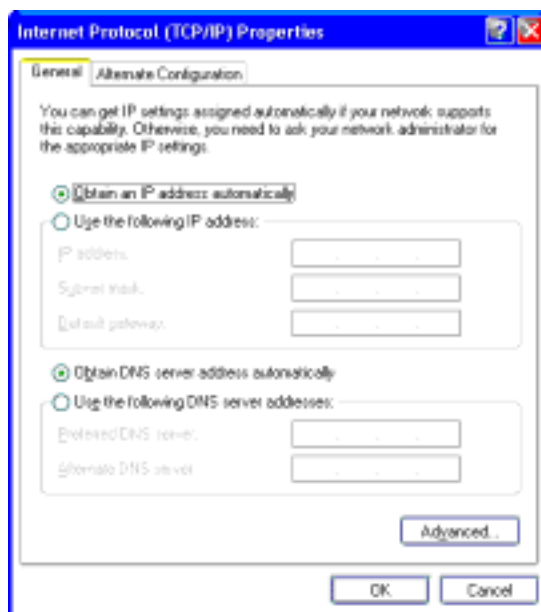 Internet Protocol (TCP/IP) Properties
General
Alternate Configuration
You can get IP settings assigned automatically if your network supports
this capability. Otherwise, you need to ask your network administrator for
the appropriate IP settings.
Obtain an IP address automatically
Use the following IP address:
IP address:
Subnet mask:
Default gateway:
Obtain DNS server address automatically
Use the following DNS server addresses:
Preferred DNS server:
Alternate DNS server:
Advanced...
OK
Cancel